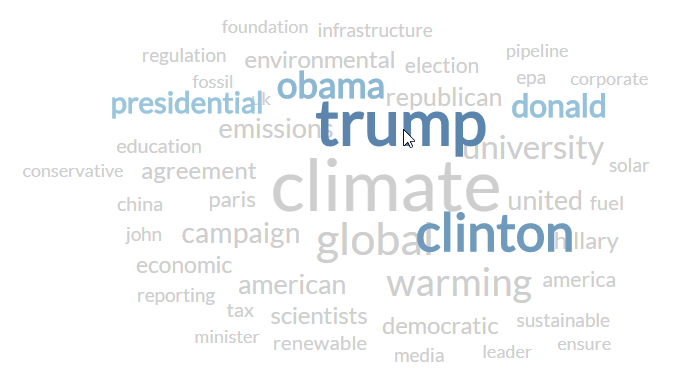 foundation infrastructure
regulation environmental election pipeline
fossil obama epa corporate
presidential uk republican donald
emissions trump
education university
conservative agreement climate solar
china paris united fuel
john campaign global clinton hillary
economic warming
reporting american america
tax scientists democratic sustainable
minister renewable media leader ensure